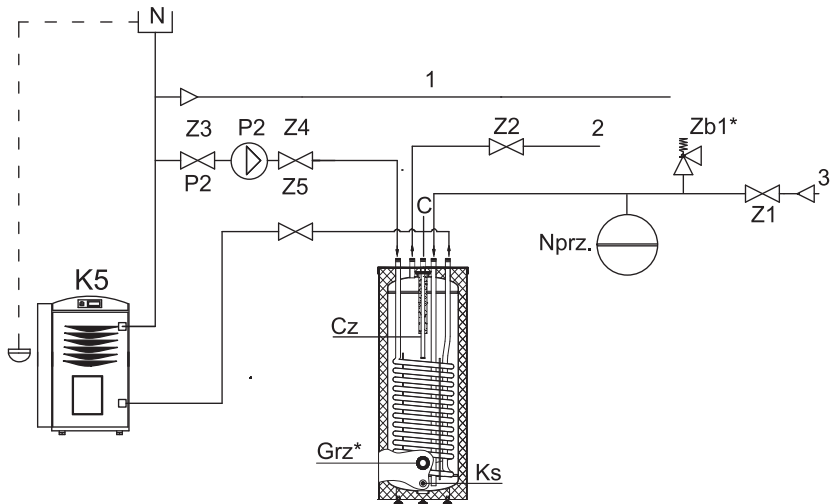 N
1
Z3 P2 Z4
Z2 2
Zb1*
P2 Z5
C
3
Z1
Nprz.
K5
Cz
Grz*
Ks